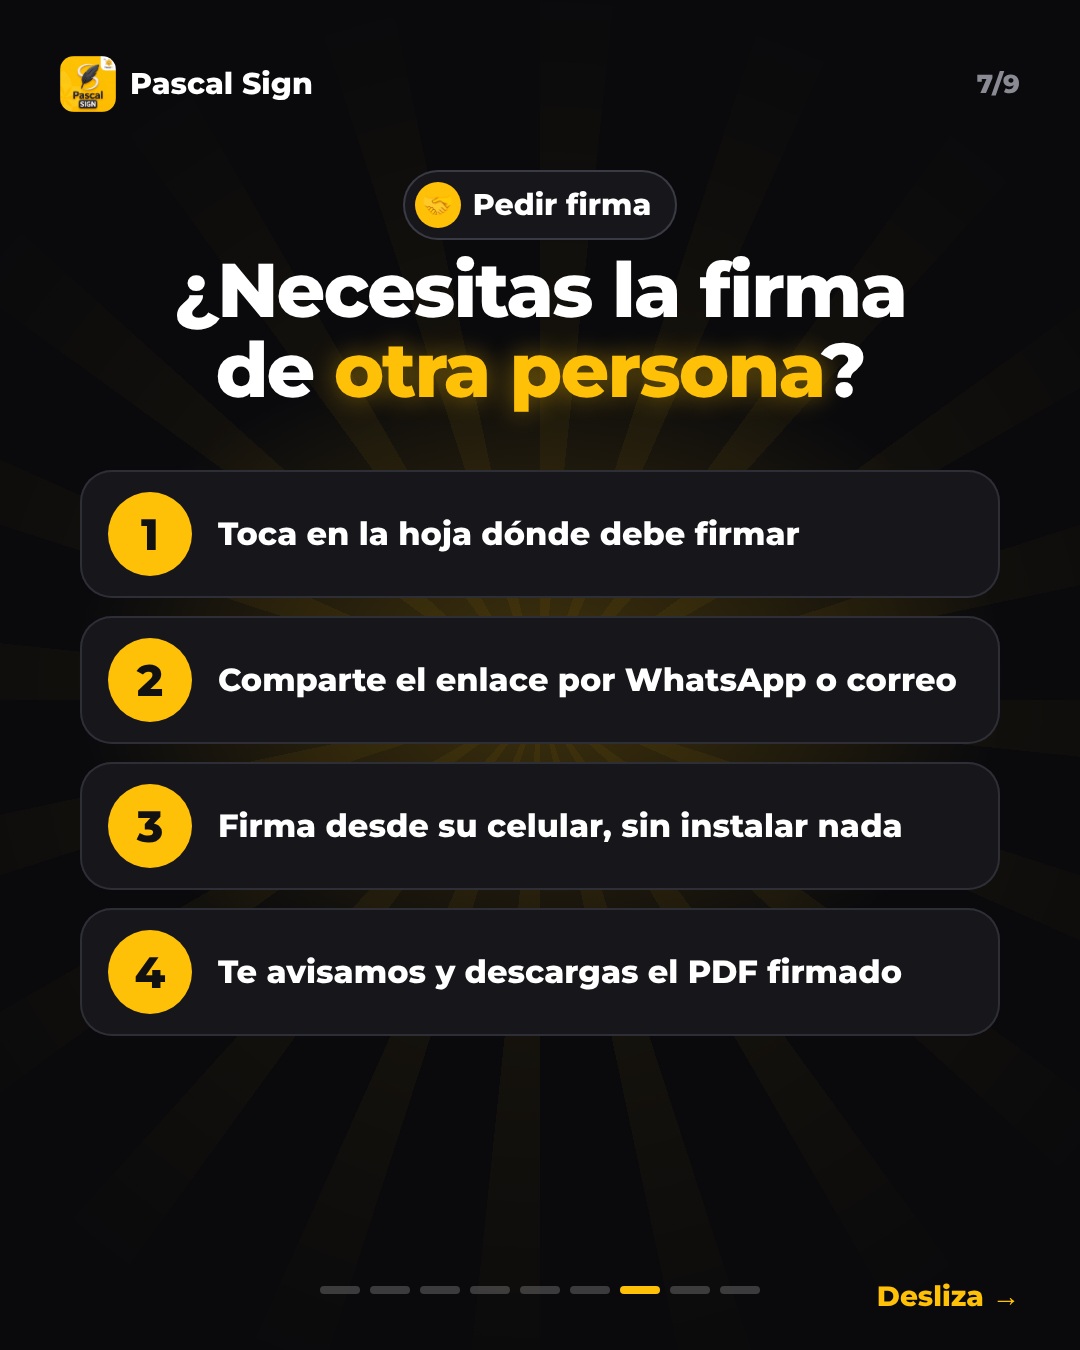 Pascal
SIGN
Pascal Sign
7/9
Pedir firma
¿Necesitas la firma
de otra persona?
1
Toca en la hoja dónde debe firmar
2
Comparte el enlace por WhatsApp o correo
3
Firma desde su celular, sin instalar nada
4
Te avisamos y descargas el PDF firmado
Desliza →